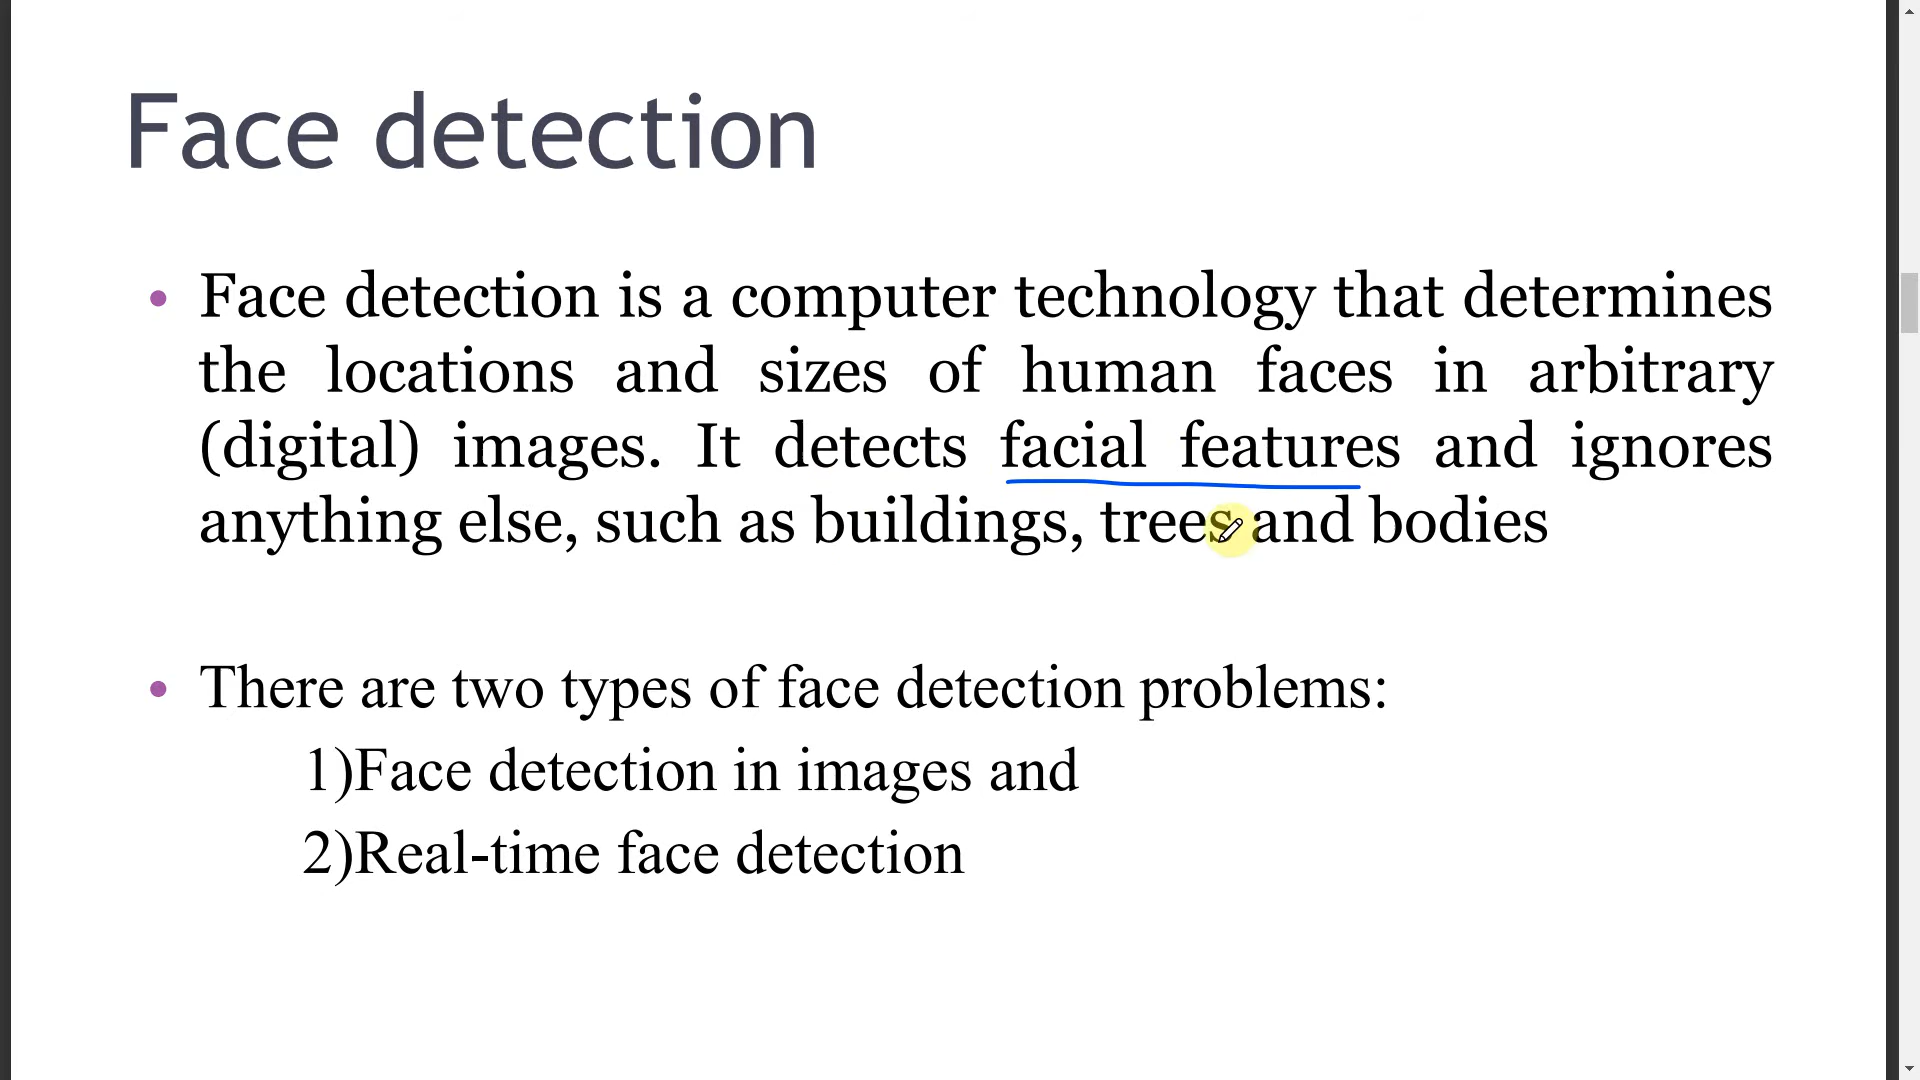 Face detection
• Face detection is a computer technology that determines
the locations and sizes of human faces in arbitrary
(digital) images. It detects facial features and ignores
anything else, such as buildings, trees and bodies
• There are two types of face detection problems:
1)Face detection in images and
2)Real-time face detection